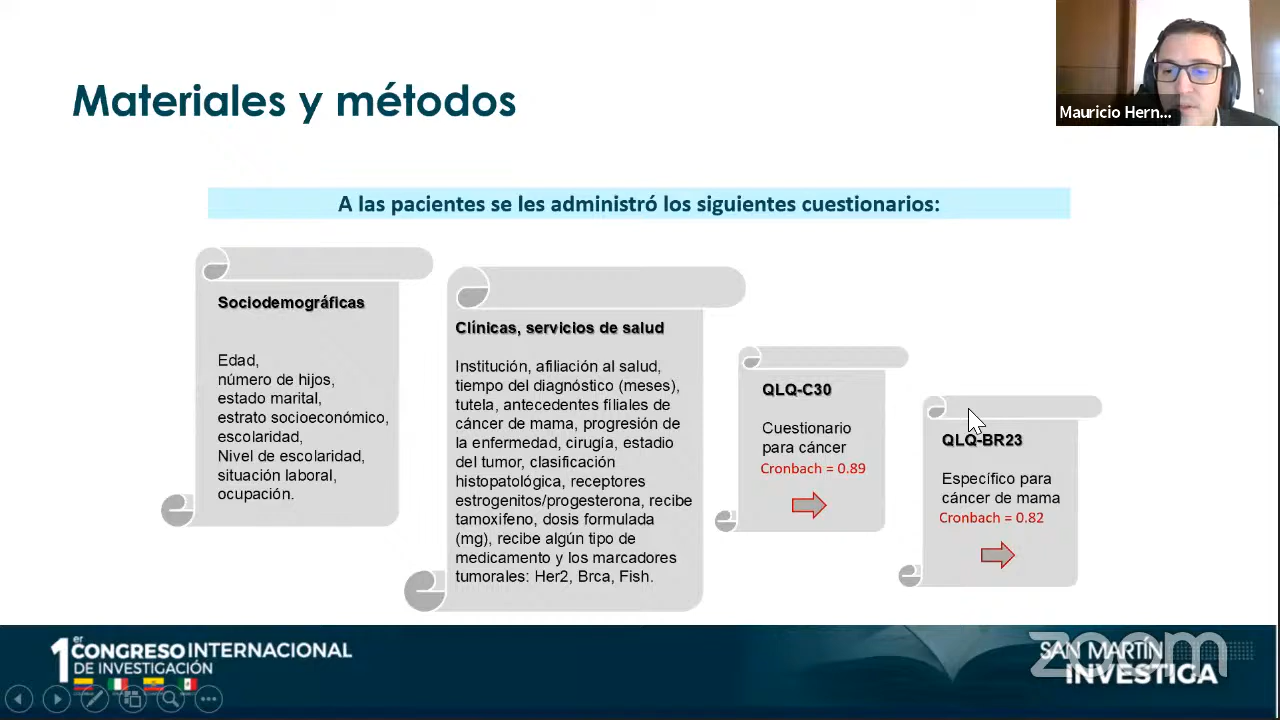 Materiales y métodos
Mauricio Hern...
A las pacientes se les administró los siguientes cuestionarios:
Sociodemográficas
Edad,
número de hijos,
estado marital,
estrato socioeconómico,
escolaridad,
Nivel de escolaridad,
situación laboral,
ocupación.
Clínicas, servicios de salud
Institución, afiliación al salud,
tiempo del diagnóstico (meses),
tutela, antecedentes filiales de
cáncer de mama, progresión de
la enfermedad, cirugía, estadio
del tumor, clasificación
histopatológica, receptores
estrogenitos/progesterona, recibe
tamoxifeno, dosis formulada
(mg), recibe algún tipo de
medicamento y los marcadores
tumorales: Her2, Brca, Fish.
QLQ-C30
Cuestionario
para cáncer
Cronbach = 0.89
QLQ-BR23
Específico para
cáncer de mama
Cronbach = 0.82
1er CONGRESO INTERNACIONAL
DE INVESTIGACIÓN
SAN MARTÍN
INVESTIGA
zoom